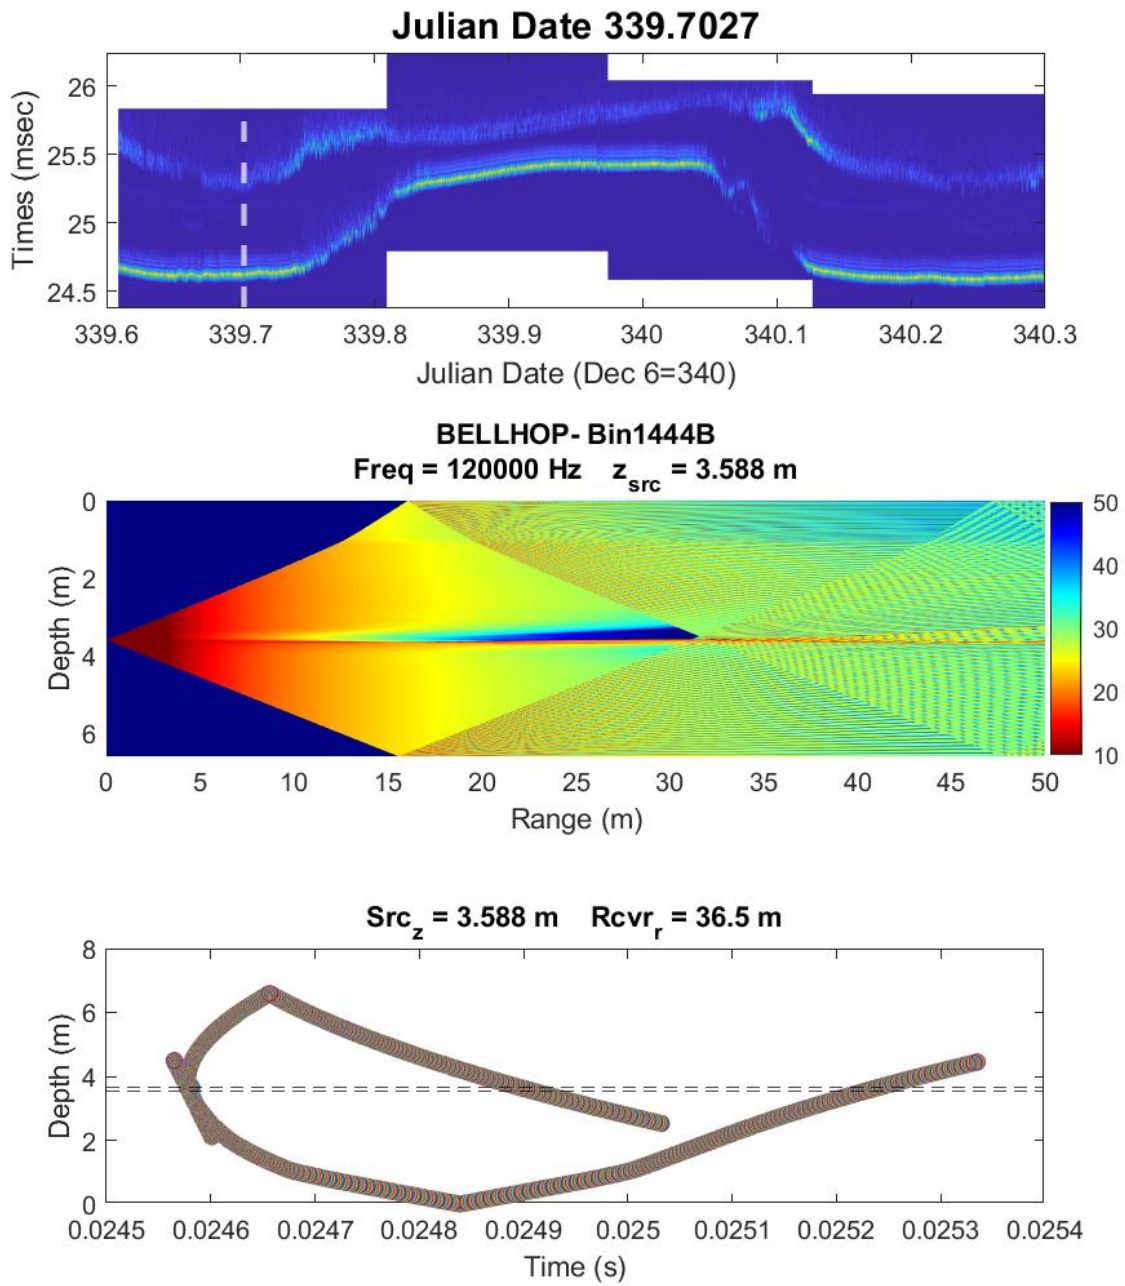 Julian Date 339.7027
26
25.5
25
24.5
Times (msec)
339.6 339.7 339.8 339.9 340 340.1 340.2 340.3
Julian Date (Dec 6=340)
BELLHOP- Bin1444B
Freq = 120000 Hz z_src = 3.588 m
0
2
4
6
Depth (m)
50
40
30
20
10
0 5 10 15 20 25 30 35 40 45 50
Range (m)
Src_z = 3.588 m Rcvr_r = 36.5 m
8
6
4
2
0
Depth (m)
0.0245 0.0246 0.0247 0.0248 0.0249 0.025 0.0251 0.0252 0.0253 0.0254
Time (s)